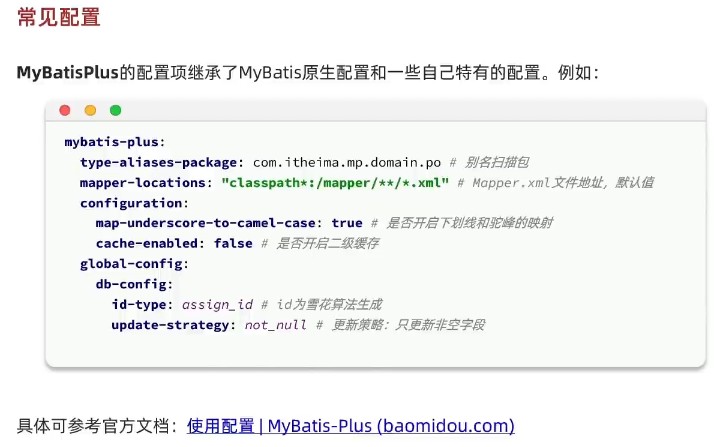 常见配置
MyBatisPlus的配置项继承了MyBatis原生配置和一些自己特有的配置。例如：
mybatis-plus:
  type-aliases-package: com.itheima.mp.domain.po # 别名扫描包
  mapper-locations: "classpath*:/mapper/**/*.xml" # Mapper.xml文件地址，默认值
  configuration:
    map-underscore-to-camel-case: true # 是否开启下划线和驼峰的映射
    cache-enabled: false # 是否开启二级缓存
  global-config:
    db-config:
      id-type: assign_id # id为雪花算法生成
      update-strategy: not_null # 更新策略：只更新非空字段
具体可参考官方文档：使用配置 | MyBatis-Plus (baomidou.com)